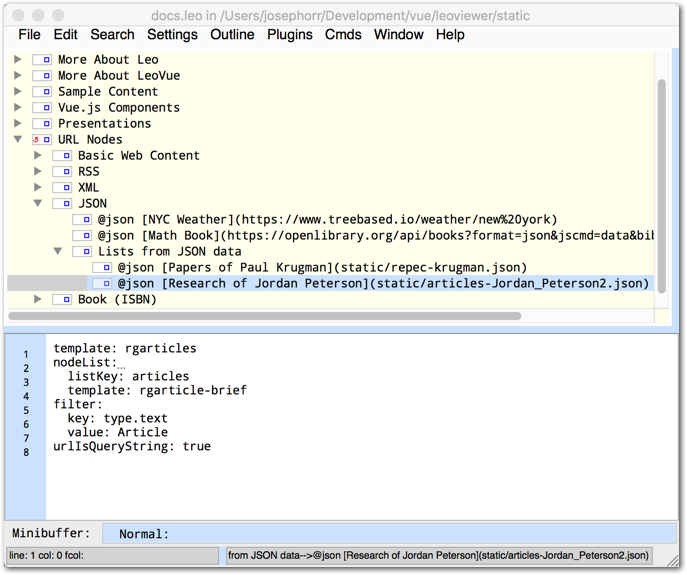 docs.leo in /Users/josephorr/Development/vue/leoviewer/static
File Edit Search Settings Outline Plugins Cmds Window Help
More About Leo
More About LeoVue
Sample Content
Vue.js Components
Presentations
URL Nodes
Basic Web Content
RSS
XML
JSON
@json [NYC Weather](https://www.treebased.io/weather/new%20york)
@json [Math Book](https://openlibrary.org/api/books?format=json&jscmd=data&bib
Lists from JSON data
@json [Papers of Paul Krugman](static/repec-krugman.json)
@json [Research of Jordan Peterson](static/articles-Jordan_Peterson2.json)
Book (ISBN)
1 template: rgarticles
2 nodeList:...
3 listKey: articles
4 template: rgarticle-brief
5 filter:
6 key: type.text
7 value: Article
8 urlIsQueryString: true
Minibuffer: Normal:
line: 1 col: 0 fcol: from JSON data-->@json [Research of Jordan Peterson](static/articles-Jordan_Peterson2.json)